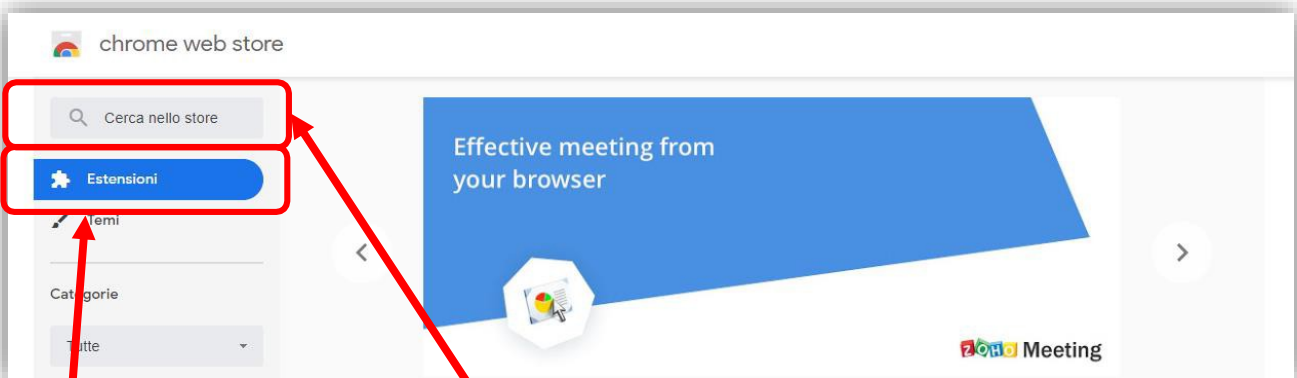 chrome web store
Cerca nello store
Estensioni
Temi
Categorie
Tutte
Effective meeting from
your browser
ZOHO Meeting